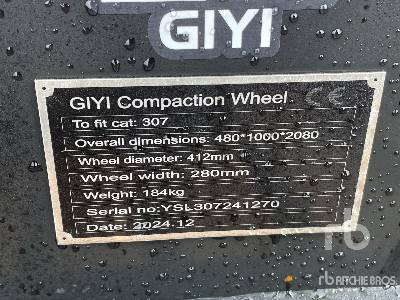 GIYI
GIYI Compaction Wheel CE
To fit cat: 307
Overall dimensions: 480*1000*2080
Wheel diameter: 412mm
Wheel width: 280mm
Weight: 184kg
Serial no:YSL307241270
Date: 2024.12
rb
rb RITCHIE BROS